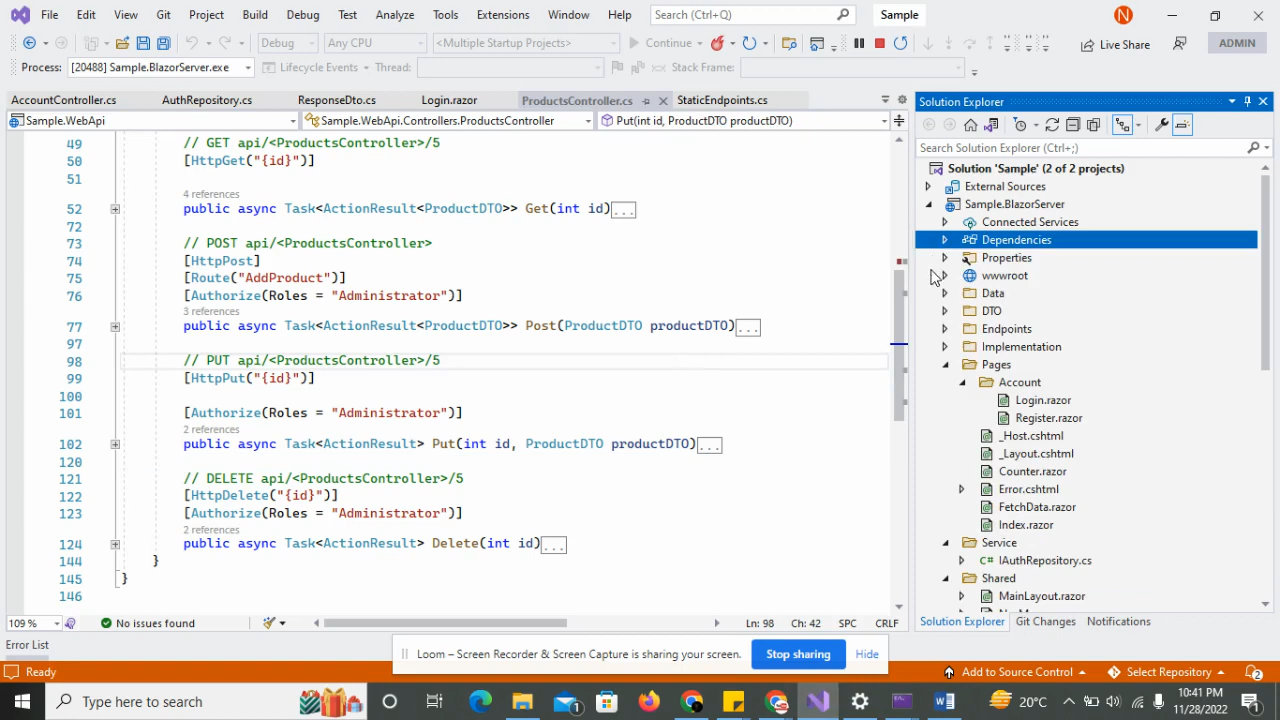 File Edit View Git Project Build Debug Test Analyze Tools Extensions Window Help Search (Ctrl+Q) Sample N
Debug Any CPU <Multiple Startup Projects> Continue Live Share ADMIN
Process: [20488] Sample.BlazorServer.exe Lifecycle Events Thread: Stack Frame:
AccountController.cs AuthRepository.cs ResponseDto.cs Login.razor ProductsController.cs StaticEndpoints.cs
Sample.WebApi Sample.WebApi.Controllers.ProductsController Put(int id, ProductDTO productDTO)
49 // GET api/<ProductsController>/5
50 [HttpGet("{id}")]
51
4 references
52 public async Task<ActionResult<ProductDTO>> Get(int id)...
72
73 // POST api/<ProductsController>
74 [HttpPost]
75 [Route("AddProduct")]
76 [Authorize(Roles = "Administrator")]
3 references
77 public async Task<ActionResult<ProductDTO>> Post(ProductDTO productDTO)...
97
98 // PUT api/<ProductsController>/5
99 [HttpPut("{id}")]
100
101 [Authorize(Roles = "Administrator")]
2 references
102 public async Task<ActionResult> Put(int id, ProductDTO productDTO)...
120
121 // DELETE api/<ProductsController>/5
122 [HttpDelete("{id}")]
123 [Authorize(Roles = "Administrator")]
2 references
124 public async Task<ActionResult> Delete(int id)...
144 }
145 }
146
109 % No issues found Ln: 98 Ch: 42 SPC CRLF
Error List
Solution Explorer
Search Solution Explorer (Ctrl+;)
Solution 'Sample' (2 of 2 projects)
External Sources
Sample.BlazorServer
Connected Services
Dependencies
Properties
wwwroot
Data
DTO
Endpoints
Implementation
Pages
Account
Login.razor
Register.razor
_Host.cshtml
_Layout.cshtml
Counter.razor
Error.cshtml
FetchData.razor
Index.razor
Service
IAuthRepository.cs
Shared
MainLayout.razor
Solution Explorer Git Changes Notifications
Loom – Screen Recorder & Screen Capture is sharing your screen. Stop sharing Hide
Ready Add to Source Control Select Repository 2
Type here to search 1 20°C 10:41 PM
11/28/2022 1